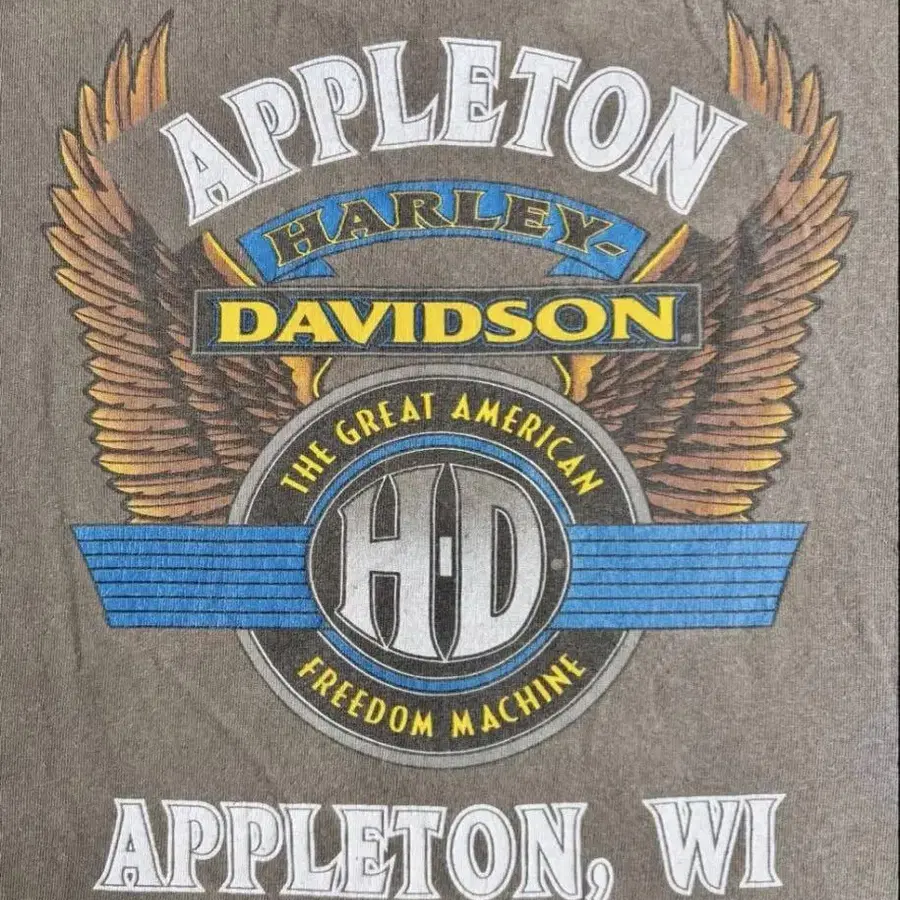 APPLETON
HARLEY-
DAVIDSON
THE GREAT AMERICAN
H-D
FREEDOM MACHINE
APPLETON, WI